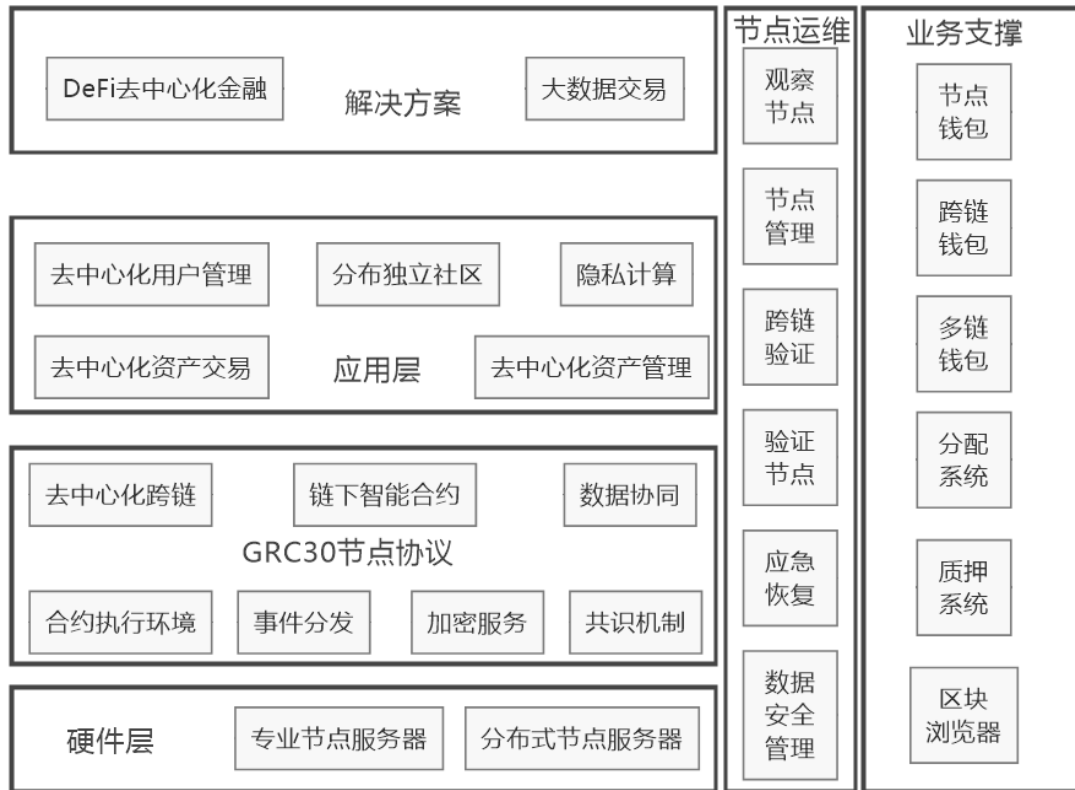 DeFi去中心化金融
解决方案
大数据交易
去中心化用户管理
分布独立社区
隐私计算
去中心化资产交易
应用层
去中心化资产管理
去中心化跨链
链下智能合约
数据协同
GRC30节点协议
合约执行环境
事件分发
加密服务
共识机制
硬件层
专业节点服务器
分布式节点服务器
节点运维
观察
节点
节点
管理
跨链
验证
验证
节点
应急
恢复
数据
安全
管理
业务支撑
节点
钱包
跨链
钱包
多链
钱包
分配
系统
质押
系统
区块
浏览器